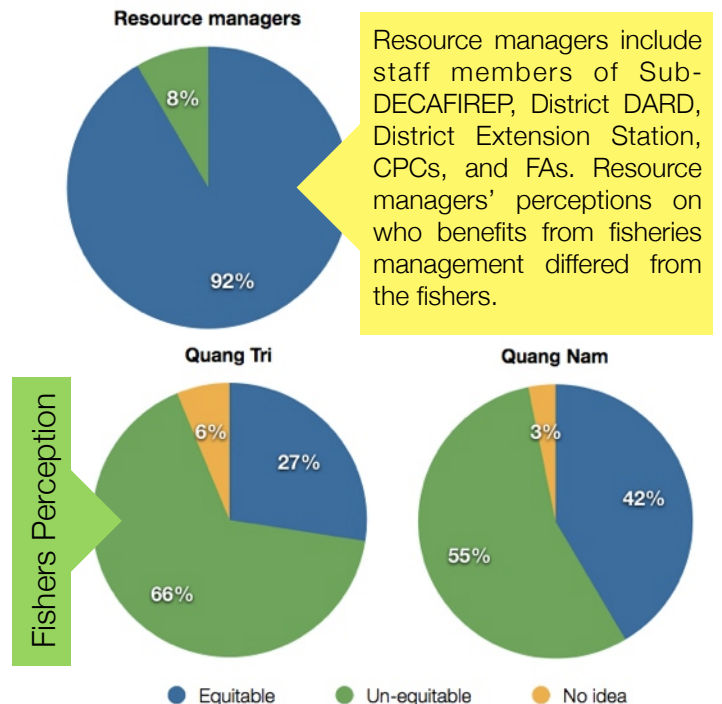 Resource managers
8%
92%
Resource managers include
staff members of Sub-
DECAFIREP, District DARD,
District Extension Station,
CPCs, and FAs. Resource
managers’ perceptions on
who benefits from fisheries
management differed from
the fishers.
Fishers Perception
Quang Tri
6%
27%
66%
Quang Nam
3%
42%
55%
Equitable
Un-equitable
No idea